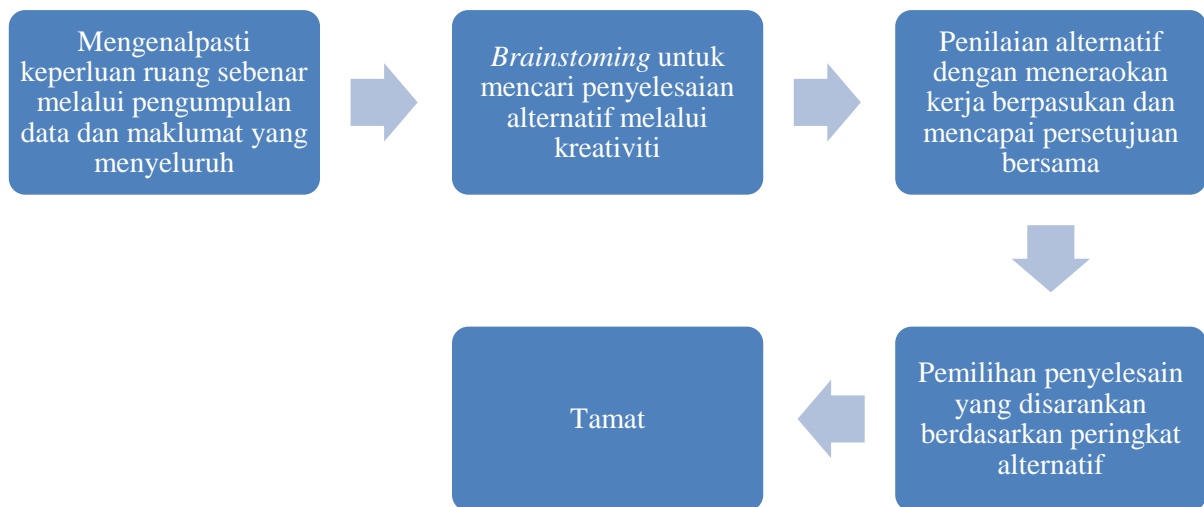 Mengenalpasti
keperluan ruang sebenar
melalui pengumpulan
data dan maklumat yang
menyeluruh
Brainstoming untuk
mencari penyelesaian
alternatif melalui
kreativiti
Penilaian alternatif
dengan meneraokan
kerja berpasukan dan
mencapai persetujuan
bersama
Pemilihan penyelesain
yang disarankan
berdasarkan peringkat
alternatif
Tamat